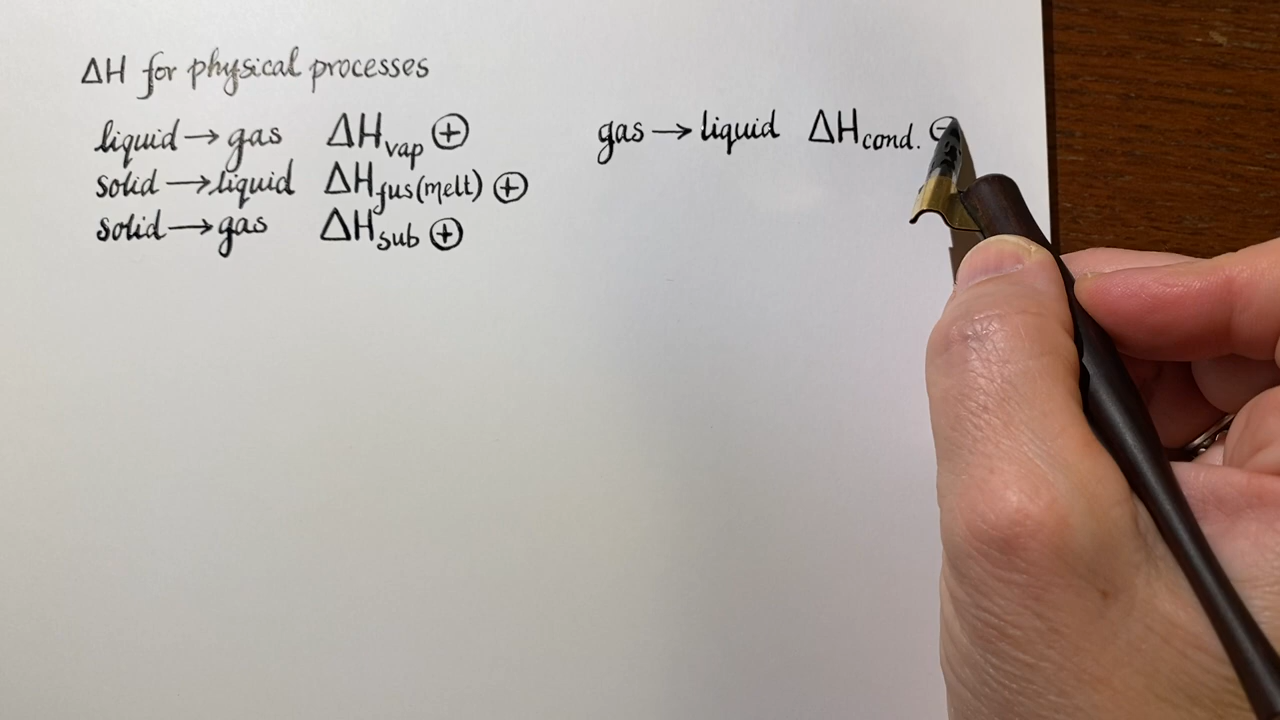 ΔH for physical processes
liquid → gas ΔHvap ⊕
solid → liquid ΔHfus(melt) ⊕
solid → gas ΔHsub ⊕
gas → liquid ΔHcond. ⊖